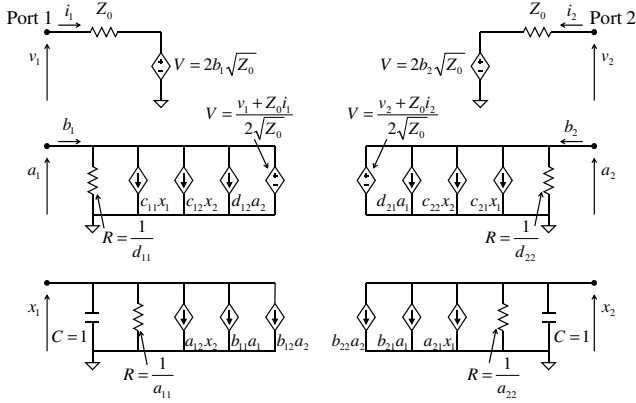 Port 1 i₁ Z₀ Z₀ i₂ Port 2
v₁ V = 2b₁√Z₀ V = 2b₂√Z₀ v₂
V = (v₁ + Z₀i₁) / (2√Z₀) V = (v₂ + Z₀i₂) / (2√Z₀)
b₁ b₂
a₁ a₂
c₁₁x₁ c₁₂x₂ d₁₂a₂ d₂₁a₁ c₂₂x₂ c₂₁x₁
R = 1/d₁₁ R = 1/d₂₂
x₁ x₂
C = 1 a₁₂x₂ b₁₁a₁ b₁₂a₂ b₂₂a₂ b₂₁a₁ a₂₁x₁ C = 1
R = 1/a₁₁ R = 1/a₂₂